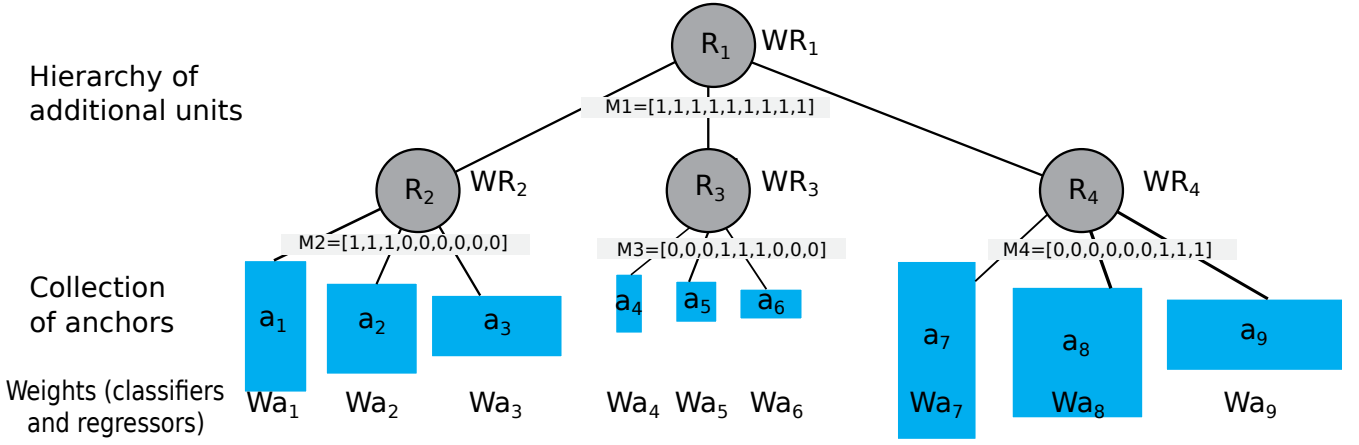 R₁ WR₁
Hierarchy of
additional units
M1=[1,1,1,1,1,1,1,1,1]
R₂ WR₂ R₃ WR₃ R₄ WR₄
M2=[1,1,1,0,0,0,0,0,0] M3=[0,0,0,1,1,1,0,0,0] M4=[0,0,0,0,0,0,1,1,1]
Collection
of anchors
a₁ a₂ a₃ a₄ a₅ a₆ a₇ a₈ a₉
Weights (classifiers
and regressors)
Wa₁ Wa₂ Wa₃ Wa₄ Wa₅ Wa₆ Wa₇ Wa₈ Wa₉